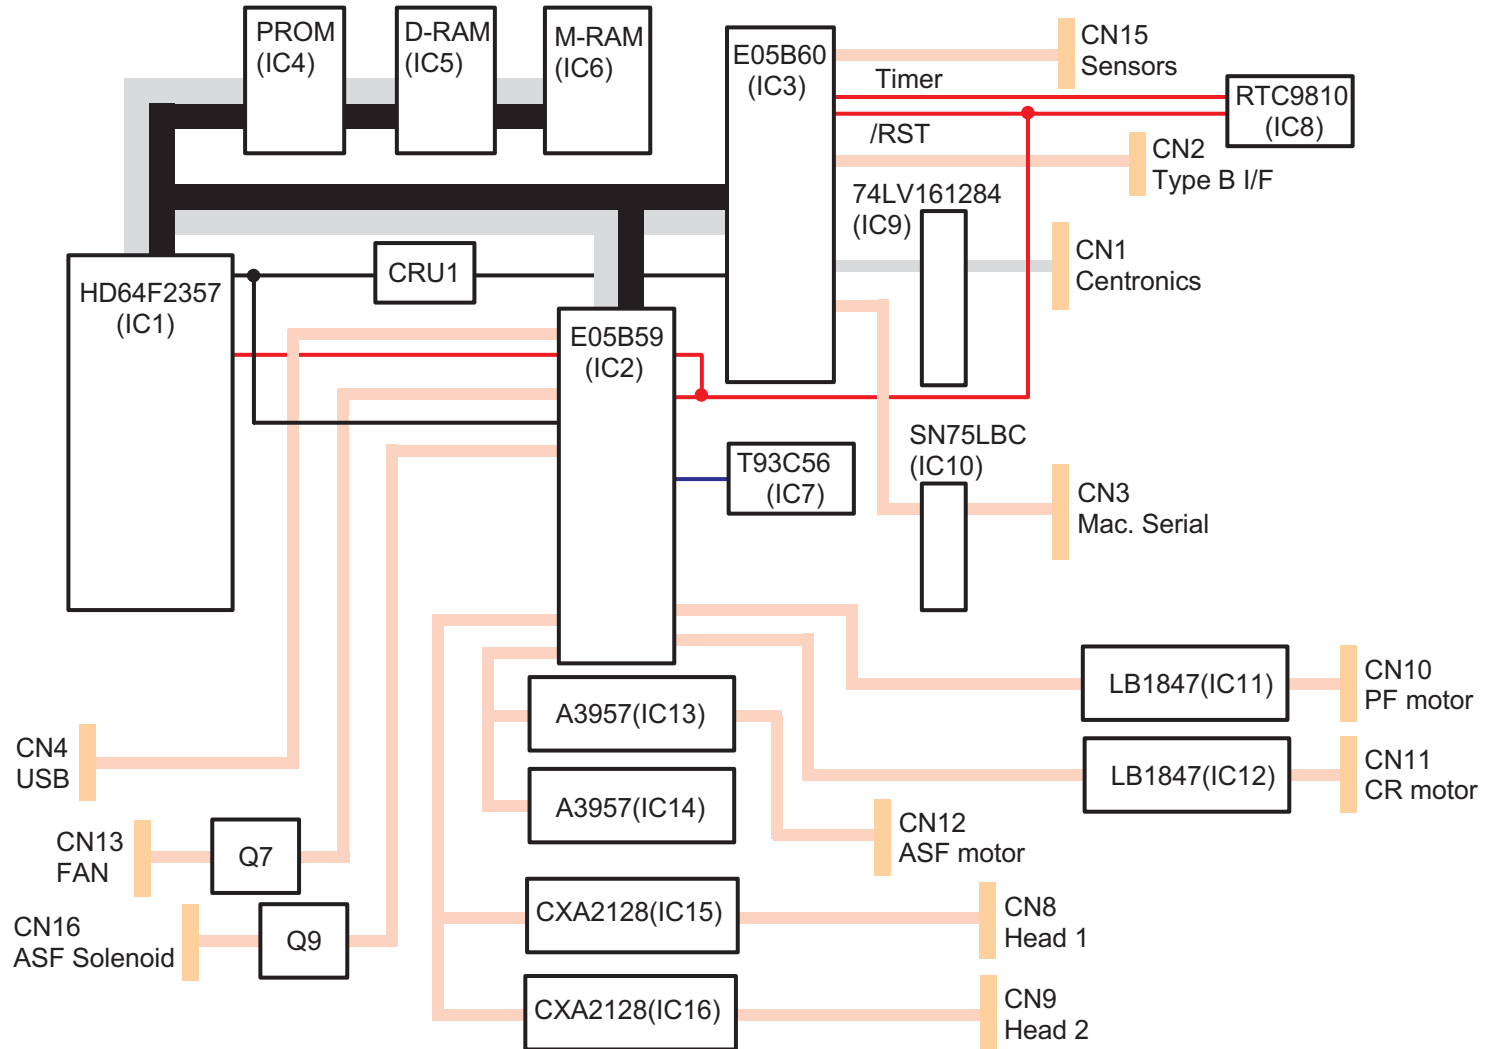 PROM
(IC4)
D-RAM
(IC5)
M-RAM
(IC6)
E05B60
(IC3)
CN15
Sensors
Timer
/RST
RTC9810
(IC8)
CN2
Type B I/F
74LV161284
(IC9)
CN1
Centronics
HD64F2357
(IC1)
CRU1
E05B59
(IC2)
T93C56
(IC7)
SN75LBC
(IC10)
CN3
Mac. Serial
LB1847(IC11)
CN10
PF motor
A3957(IC13)
LB1847(IC12)
CN11
CR motor
CN4
USB
A3957(IC14)
CN12
ASF motor
CN13
FAN
Q7
CN16
ASF Solenoid
Q9
CXA2128(IC15)
CN8
Head 1
CXA2128(IC16)
CN9
Head 2